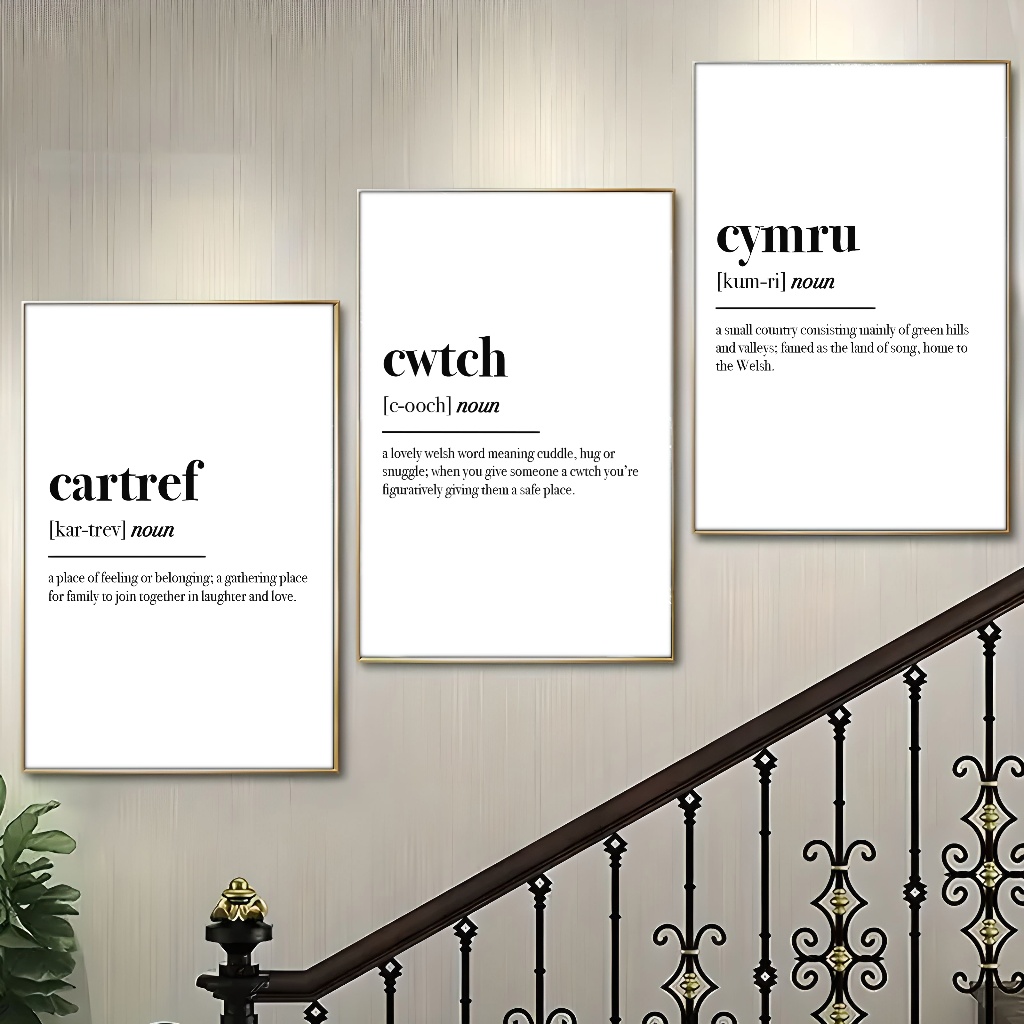 cartref
[kar-trev] noun
a place of feeling or belonging; a gathering place
for family to join together in laughter and love.
cwtch
[c-ooch] noun
a lovely welsh word meaning cuddle, hug or
snuggle; when you give someone a cwtch you're
figuratively giving them a safe place.
cymru
[kum-ri] noun
a small country consisting mainly of green hills
and valleys; famed as the land of song, home to
the Welsh.